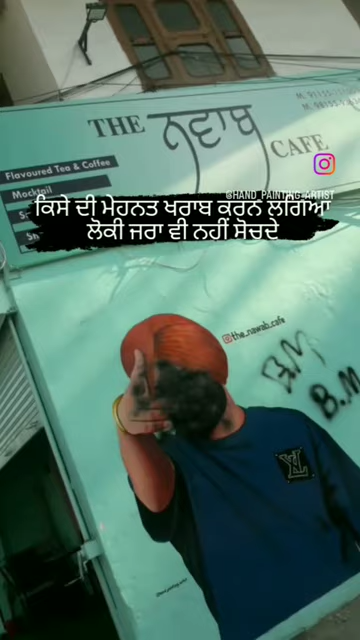 THE ਨਵਾਬ CAFE
Flavoured Tea & Coffee
Mocktail
@HAND_PAINTING_ARTIST
ਕਿਸੇ ਦੀ ਮੇਹਨਤ ਖਰਾਬ ਕਰਨ ਲੱਗਿਆਂ
ਲੋਕੀ ਜਰਾ ਵੀ ਨਹੀਂ ਸੋਚਦੇ
@the_nawab_cafe
B.M
B.M